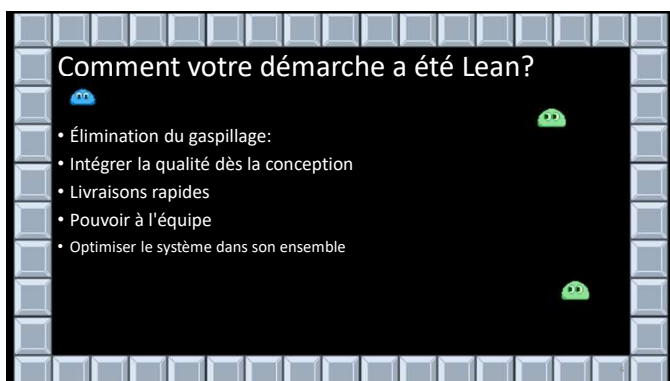 Comment votre démarche a été Lean?
• Élimination du gaspillage:
• Intégrer la qualité dès la conception
• Livraisons rapides
• Pouvoir à l'équipe
• Optimiser le système dans son ensemble